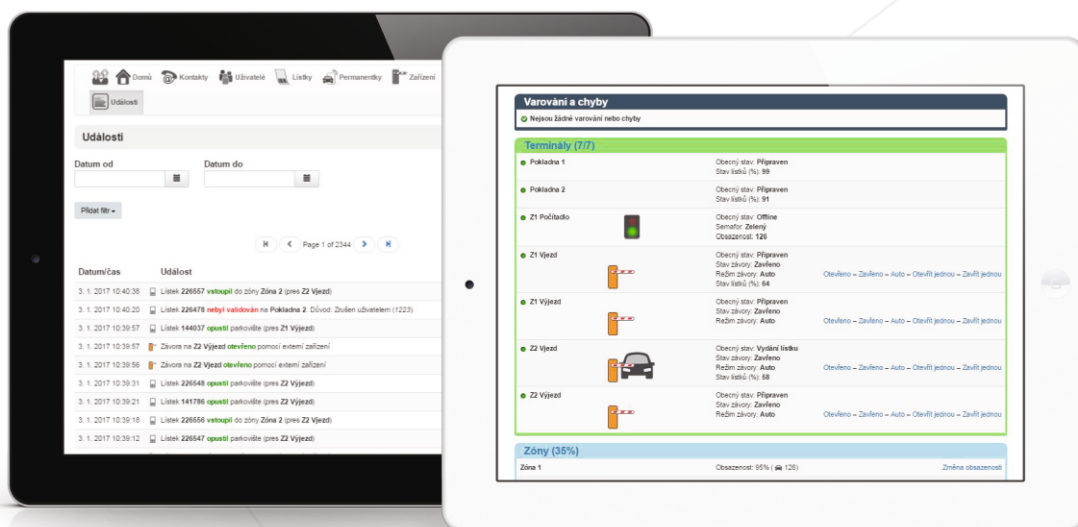 Domů Kontakty Uživatelé Lístky Permanentky Zařízení
Události
Události
Datum od Datum do
Přidat filtr
Page 1 of 2344
Datum/čas Událost
3. 1. 2017 10:40:38 Lístek 226557 vstoupil do zóny Zóna 2 (pres Z2 Vjezd)
3. 1. 2017 10:40:20 Lístek 226478 nebyl validován na Pokladna 2. Důvod: Zrušen uživatelem (1223)
3. 1. 2017 10:39:57 Lístek 144037 opustil parkoviště (pres Z1 Výjezd)
3. 1. 2017 10:39:57 Závora na Z2 Výjezd otevřeno pomocí externí zařízení
3. 1. 2017 10:39:56 Závora na Z2 Vjezd otevřeno pomocí externí zařízení
3. 1. 2017 10:39:31 Lístek 226548 opustil parkoviště (pres Z2 Výjezd)
3. 1. 2017 10:39:21 Lístek 141786 opustil parkoviště (pres Z2 Výjezd)
3. 1. 2017 10:39:18 Lístek 226556 vstoupil do zóny Zóna 2 (pres Z2 Vjezd)
3. 1. 2017 10:39:12 Lístek 226547 opustil parkoviště (pres Z2 Výjezd)
Varování a chyby
Nejsou žádné varování nebo chyby
Terminály (7/7)
Pokladna 1 Obecný stav: Připraven
Stav lístků (%): 99
Pokladna 2 Obecný stav: Připraven
Stav lístků (%): 91
Z1 Počítadlo Obecný stav: Offline
Semafor: Zelený
Obsazenost: 126
Z1 Vjezd Obecný stav: Připraven
Stav závory: Zavřeno
Režim závory: Auto Otevřeno – Zavřeno – Auto – Otevřít jednou – Zavřít jednou
Stav lístků (%): 64
Z1 Výjezd Obecný stav: Připraven
Stav závory: Zavřeno
Režim závory: Auto Otevřeno – Zavřeno – Auto – Otevřít jednou – Zavřít jednou
Z2 Vjezd Obecný stav: Vydání lístku
Stav závory: Zavřeno
Režim závory: Auto Otevřeno – Zavřeno – Auto – Otevřít jednou – Zavřít jednou
Stav lístků (%): 58
Z2 Výjezd Obecný stav: Připraven
Stav závory: Zavřeno
Režim závory: Auto Otevřeno – Zavřeno – Auto – Otevřít jednou – Zavřít jednou
Zóny (35%)
Zóna 1 Obsazenost: 95% ( 126) Změna obsazenosti